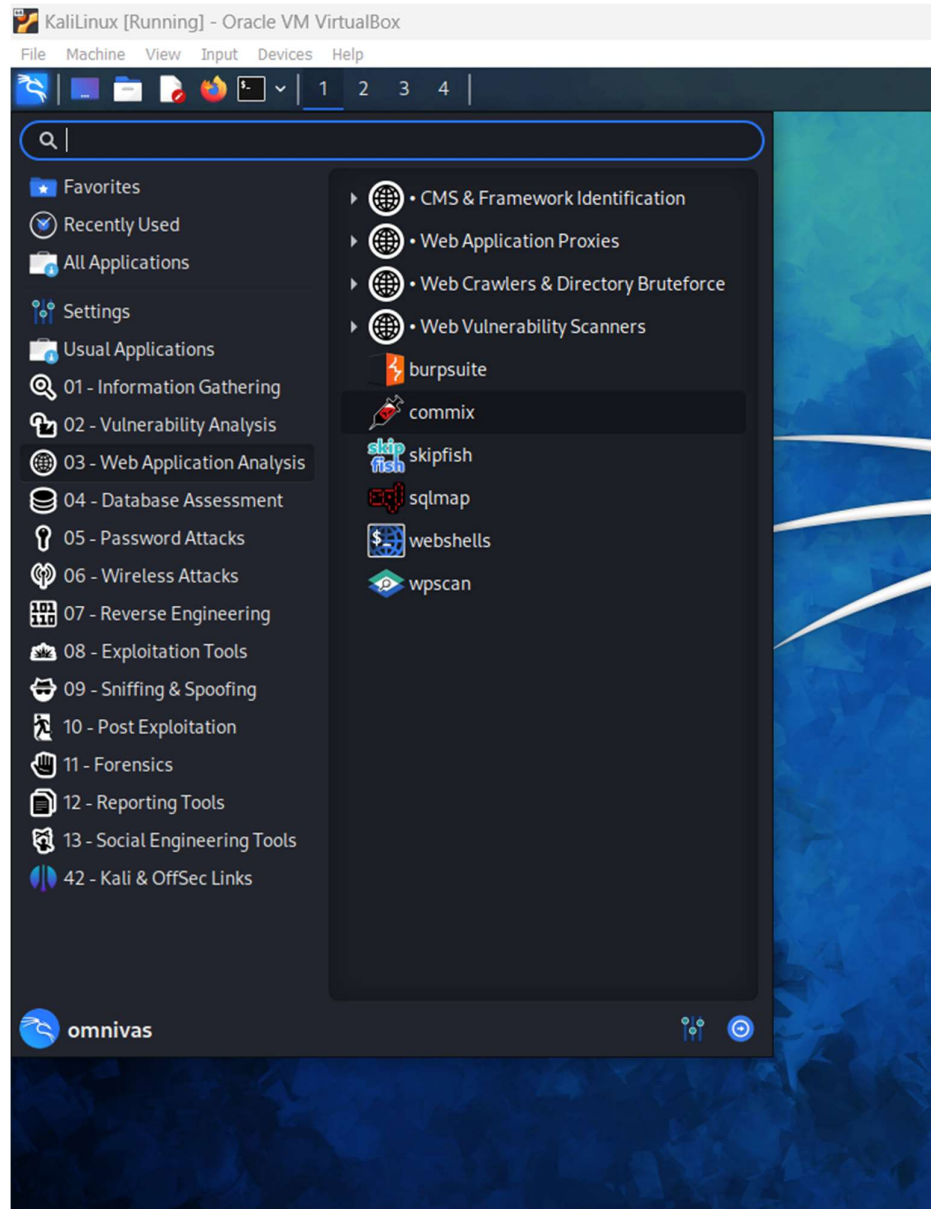 KaliLinux [Running] - Oracle VM VirtualBox
File Machine View Input Devices Help
1 2 3 4
Favorites
Recently Used
All Applications
Settings
Usual Applications
01 - Information Gathering
02 - Vulnerability Analysis
03 - Web Application Analysis
04 - Database Assessment
05 - Password Attacks
06 - Wireless Attacks
07 - Reverse Engineering
08 - Exploitation Tools
09 - Sniffing & Spoofing
10 - Post Exploitation
11 - Forensics
12 - Reporting Tools
13 - Social Engineering Tools
42 - Kali & OffSec Links
• CMS & Framework Identification
• Web Application Proxies
• Web Crawlers & Directory Bruteforce
• Web Vulnerability Scanners
burpsuite
commix
skip
fish
skipfish
sql
sqlmap
$_
webshells
wpscan
omnivas